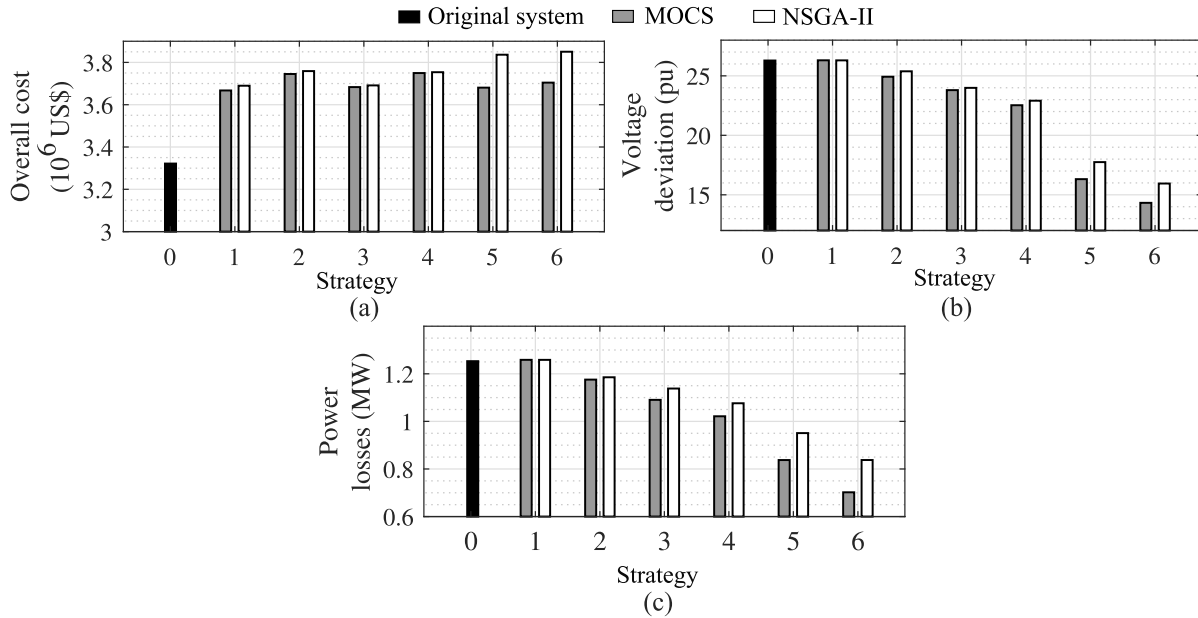 Original system MOCS NSGA-II
Overall cost
(10^6 US$)
3.8
3.6
3.4
3.2
3
0 1 2 3 4 5 6
Strategy
(a)
Voltage
deviation (pu)
25
20
15
0 1 2 3 4 5 6
Strategy
(b)
Power
losses (MW)
1.2
1
0.8
0.6
0 1 2 3 4 5 6
Strategy
(c)